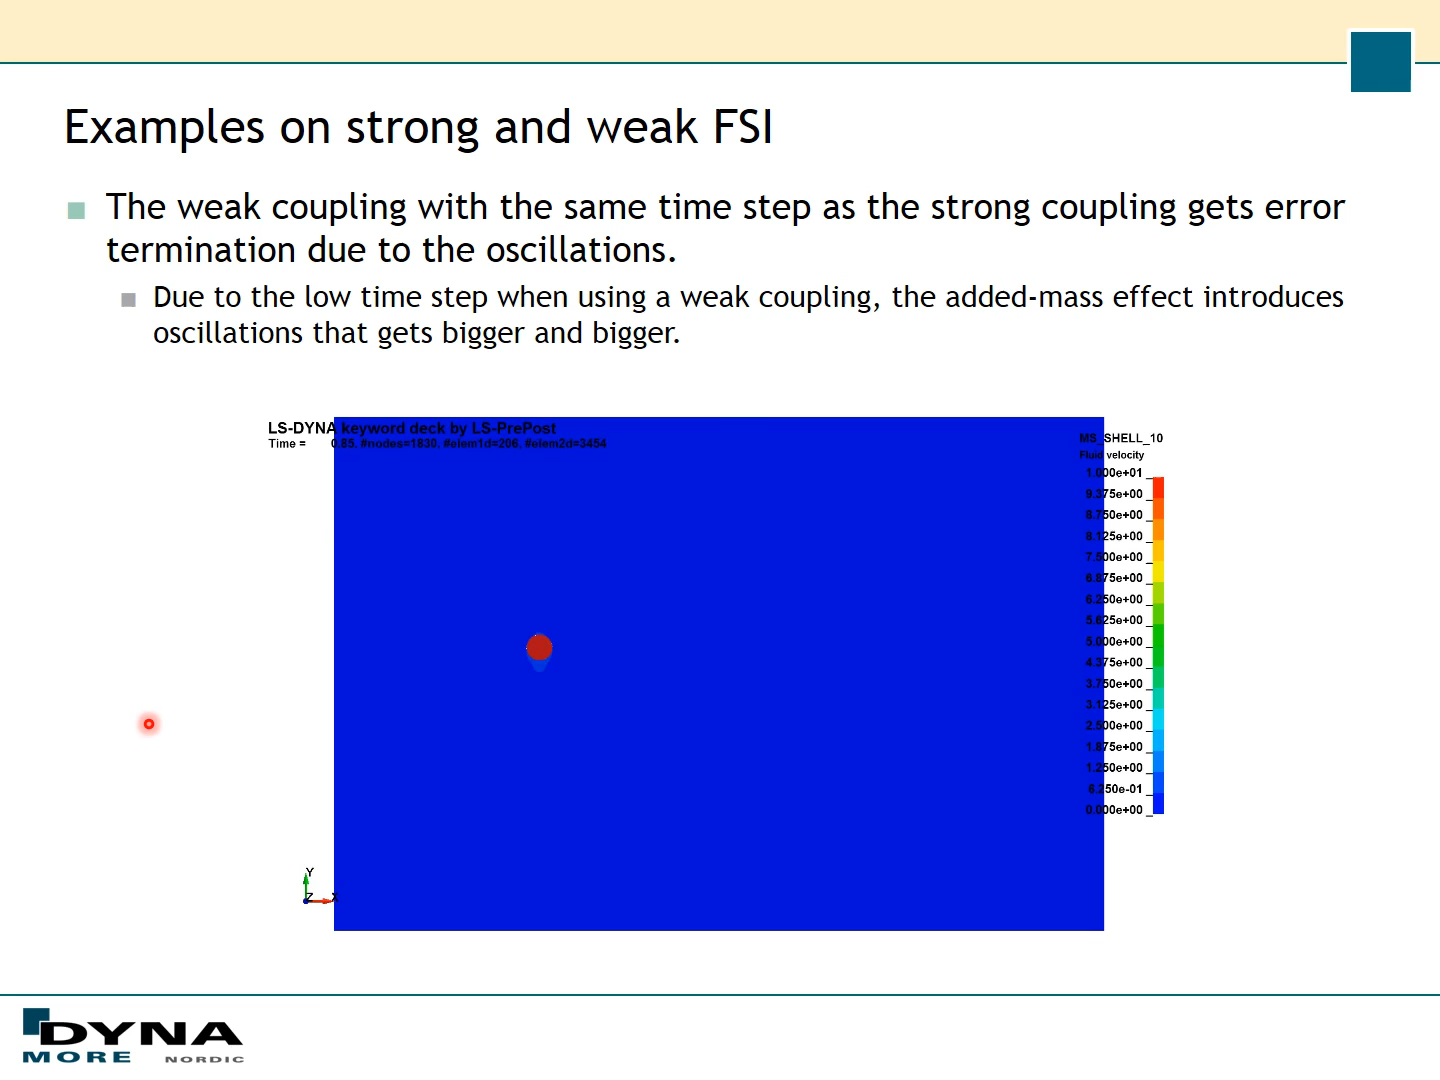 Examples on strong and weak FSI
The weak coupling with the same time step as the strong coupling gets error
termination due to the oscillations.
Due to the low time step when using a weak coupling, the added-mass effect introduces
oscillations that gets bigger and bigger.
LS-DYNA keyword deck by LS-PrePost
Time = 0.85, #nodes=1830, #elem1d=206, #elem2d=3454
MS_SHELL_10
Fluid velocity
1.000e+01
9.375e+00
8.750e+00
8.125e+00
7.500e+00
6.875e+00
6.250e+00
5.625e+00
5.000e+00
4.375e+00
3.750e+00
3.125e+00
2.500e+00
1.875e+00
1.250e+00
6.250e-01
0.000e+00
Y
Z X
DYNA
MORE NORDIC